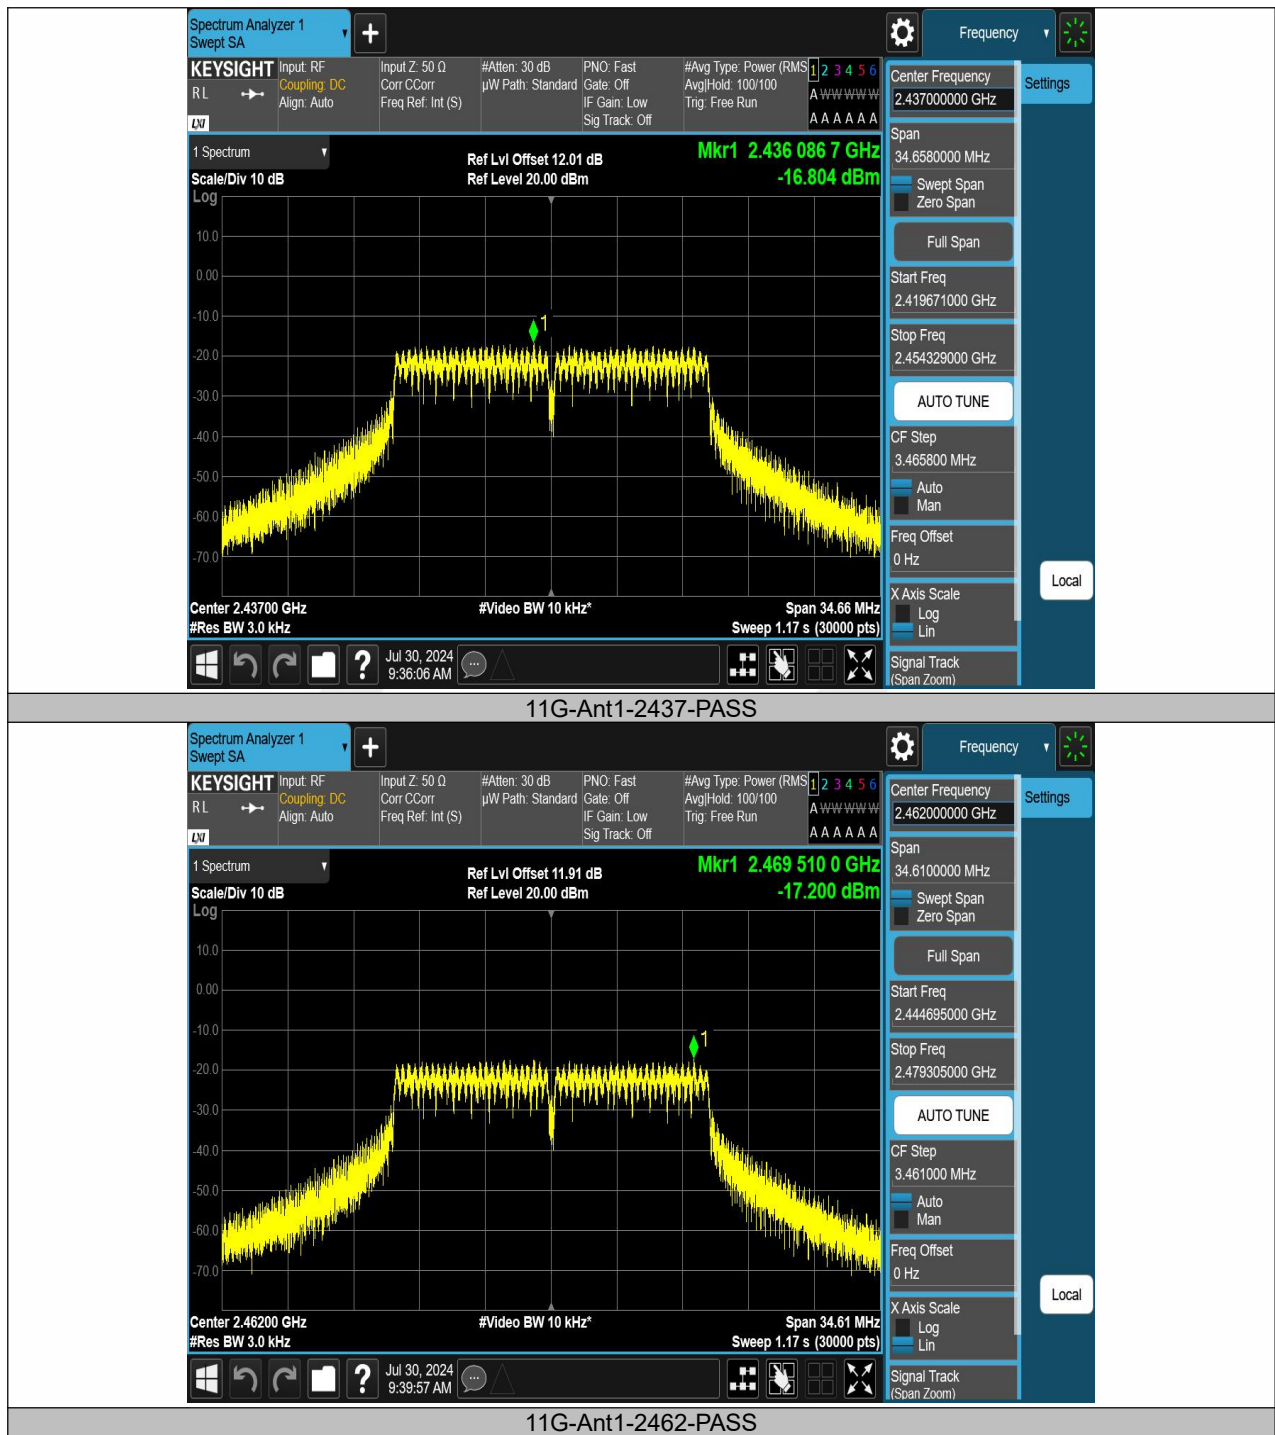 Spectrum Analyzer 1
Swept SA
+
Frequency
KEYSIGHT
RL
LXI
Input: RF
Coupling: DC
Align: Auto
Input Z: 50 Ω
Corr CCorr
Freq Ref: Int (S)
#Atten: 30 dB
µW Path: Standard
PNO: Fast
Gate: Off
IF Gain: Low
Sig Track: Off
#Avg Type: Power (RMS
Avg|Hold: 100/100
Trig: Free Run
1 2 3 4 5 6
A W W W W W
A A A A A A
Center Frequency
2.437000000 GHz
Settings
Span
34.6580000 MHz
Swept Span
Zero Span
Full Span
Start Freq
2.419671000 GHz
Stop Freq
2.454329000 GHz
AUTO TUNE
CF Step
3.465800 MHz
Auto
Man
Freq Offset
0 Hz
X Axis Scale
Log
Lin
Signal Track
(Span Zoom)
Local
1 Spectrum
Scale/Div 10 dB
Log
Ref Lvl Offset 12.01 dB
Ref Level 20.00 dBm
Mkr1 2.436 086 7 GHz
-16.804 dBm
1
10.0
0.00
-10.0
-20.0
-30.0
-40.0
-50.0
-60.0
-70.0
Center 2.43700 GHz
#Res BW 3.0 kHz
#Video BW 10 kHz*
Span 34.66 MHz
Sweep 1.17 s (30000 pts)
?
Jul 30, 2024
9:36:06 AM
11G-Ant1-2437-PASS
Spectrum Analyzer 1
Swept SA
+
Frequency
KEYSIGHT
RL
LXI
Input: RF
Coupling: DC
Align: Auto
Input Z: 50 Ω
Corr CCorr
Freq Ref: Int (S)
#Atten: 30 dB
µW Path: Standard
PNO: Fast
Gate: Off
IF Gain: Low
Sig Track: Off
#Avg Type: Power (RMS
Avg|Hold: 100/100
Trig: Free Run
1 2 3 4 5 6
A W W W W W
A A A A A A
Center Frequency
2.462000000 GHz
Settings
Span
34.6100000 MHz
Swept Span
Zero Span
Full Span
Start Freq
2.444695000 GHz
Stop Freq
2.479305000 GHz
AUTO TUNE
CF Step
3.461000 MHz
Auto
Man
Freq Offset
0 Hz
X Axis Scale
Log
Lin
Signal Track
(Span Zoom)
Local
1 Spectrum
Scale/Div 10 dB
Log
Ref Lvl Offset 11.91 dB
Ref Level 20.00 dBm
Mkr1 2.469 510 0 GHz
-17.200 dBm
1
10.0
0.00
-10.0
-20.0
-30.0
-40.0
-50.0
-60.0
-70.0
Center 2.46200 GHz
#Res BW 3.0 kHz
#Video BW 10 kHz*
Span 34.61 MHz
Sweep 1.17 s (30000 pts)
?
Jul 30, 2024
9:39:57 AM
11G-Ant1-2462-PASS